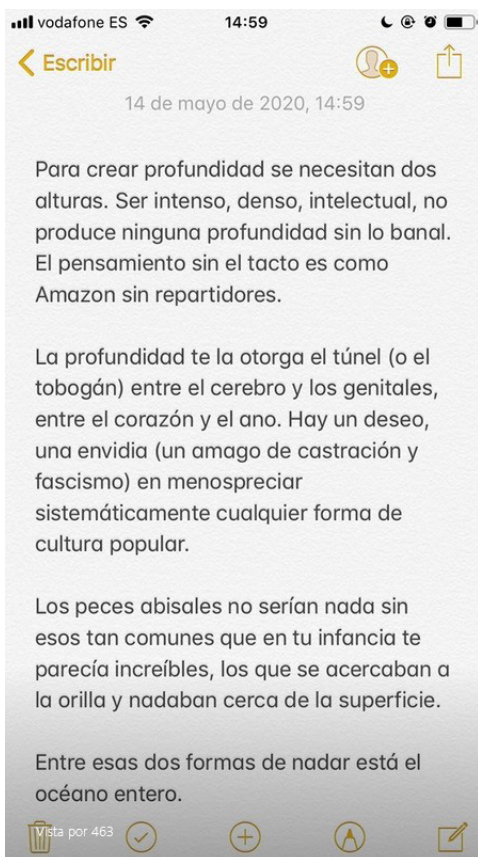 vodafone ES 14:59
Escribir
14 de mayo de 2020, 14:59
Para crear profundidad se necesitan dos
alturas. Ser intenso, denso, intelectual, no
produce ninguna profundidad sin lo banal.
El pensamiento sin el tacto es como
Amazon sin repartidores.
La profundidad te la otorga el túnel (o el
tobogán) entre el cerebro y los genitales,
entre el corazón y el ano. Hay un deseo,
una envidia (un amago de castración y
fascismo) en menospreciar
sistemáticamente cualquier forma de
cultura popular.
Los peces abisales no serían nada sin
esos tan comunes que en tu infancia te
parecía increíbles, los que se acercaban a
la orilla y nadaban cerca de la superficie.
Entre esas dos formas de nadar está el
océano entero.
Vista por 463